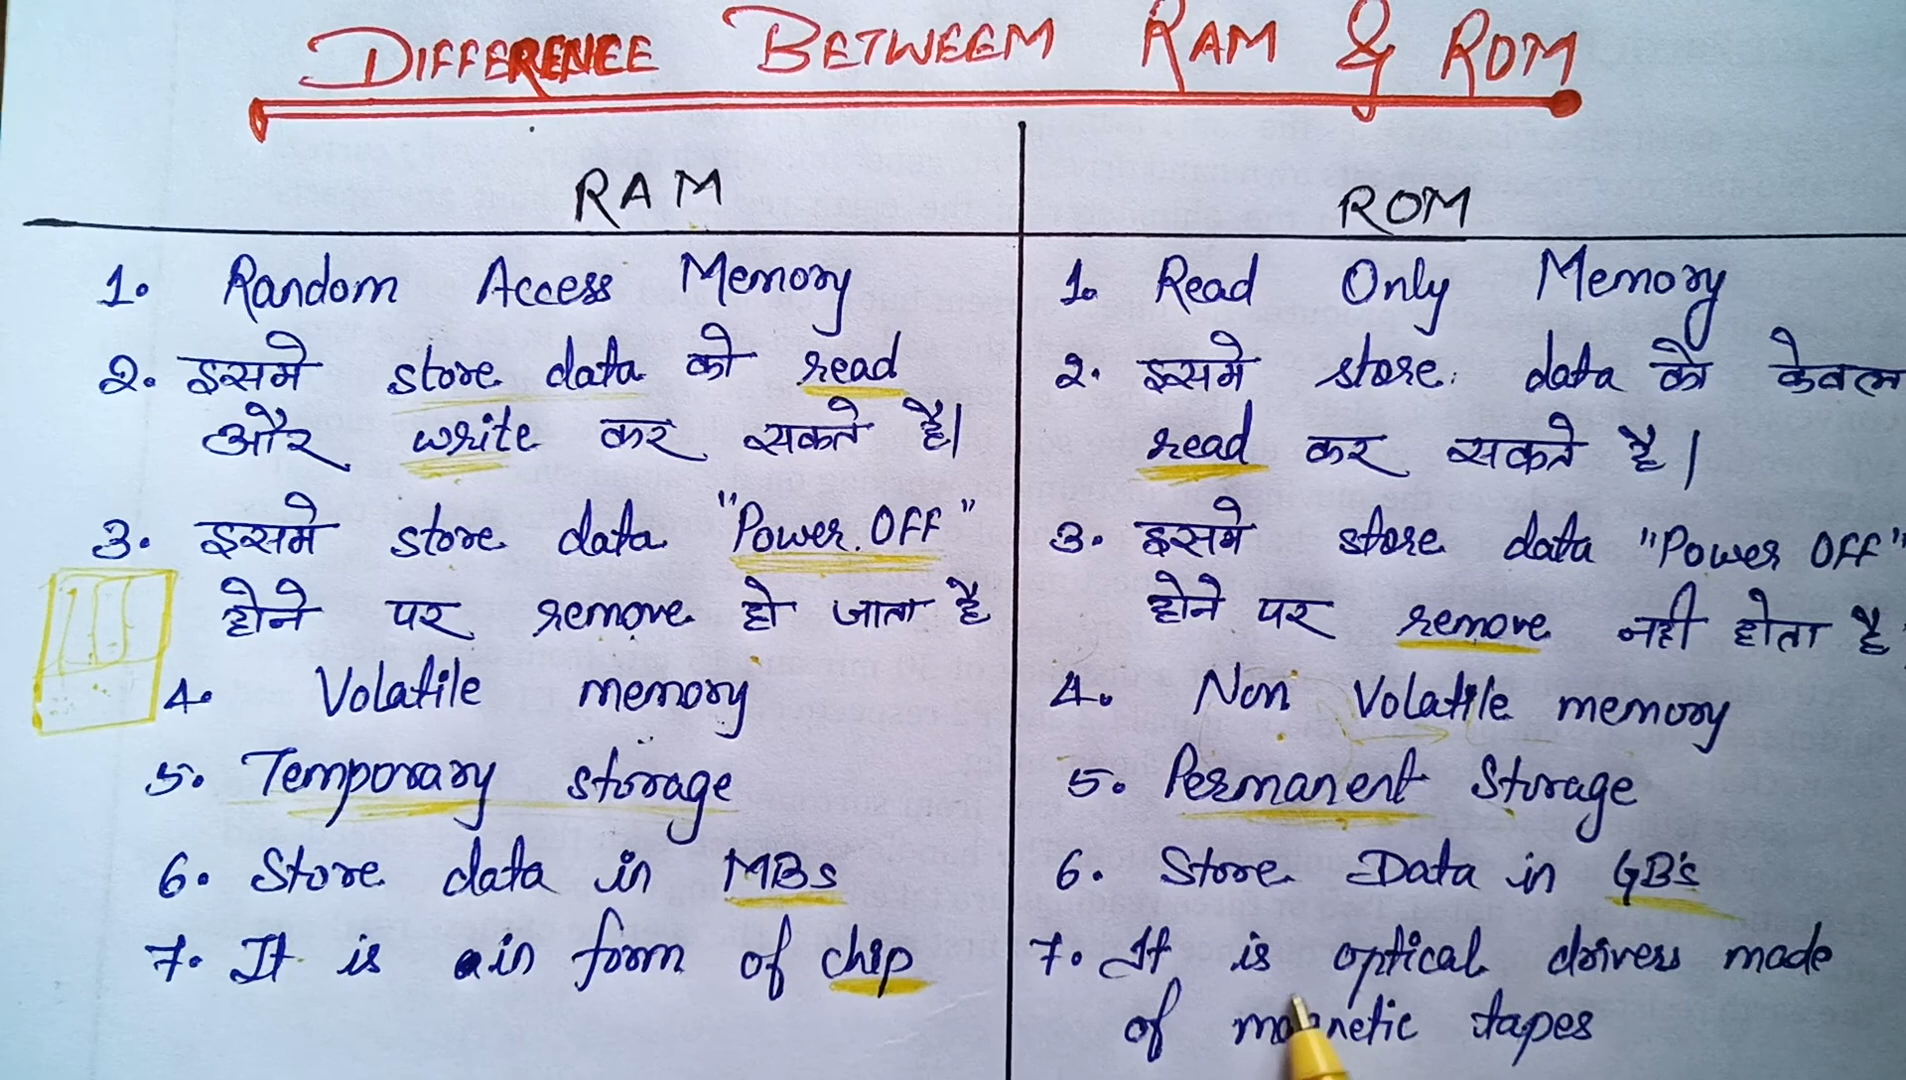 DIFFERENCE BETWEEM RAM & ROM
RAM
1. Random Access Memory
2. इसमे store data को read
और write कर सकते है।
3. इसमे store data "Power OFF"
होने पर remove हो जाता है
4. Volatile memory
5. Temporary storage
6. Store data in MBs
7. It is in form of chip
ROM
1. Read Only Memory
2. इसमे store data को केवल
read कर सकते है।
3. इसमे store data "Power OFF"
होने पर remove नही होता है
4. Non Volatile memory
5. Permanent Storage
6. Store Data in GB's
7. It is optical drivers made
of magnetic tapes